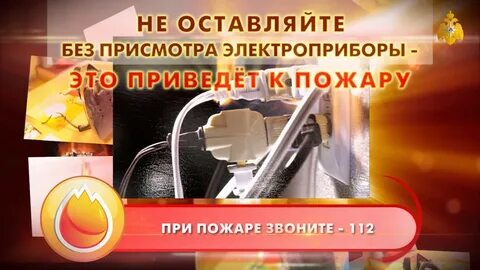 НЕ ОСТАВЛЯЙТЕ
БЕЗ ПРИСМОТРА ЭЛЕКТРОПРИБОРЫ -
ЭТО ПРИВЕДЁТ К ПОЖАРУ
ПРИ ПОЖАРЕ ЗВОНИТЕ - 112